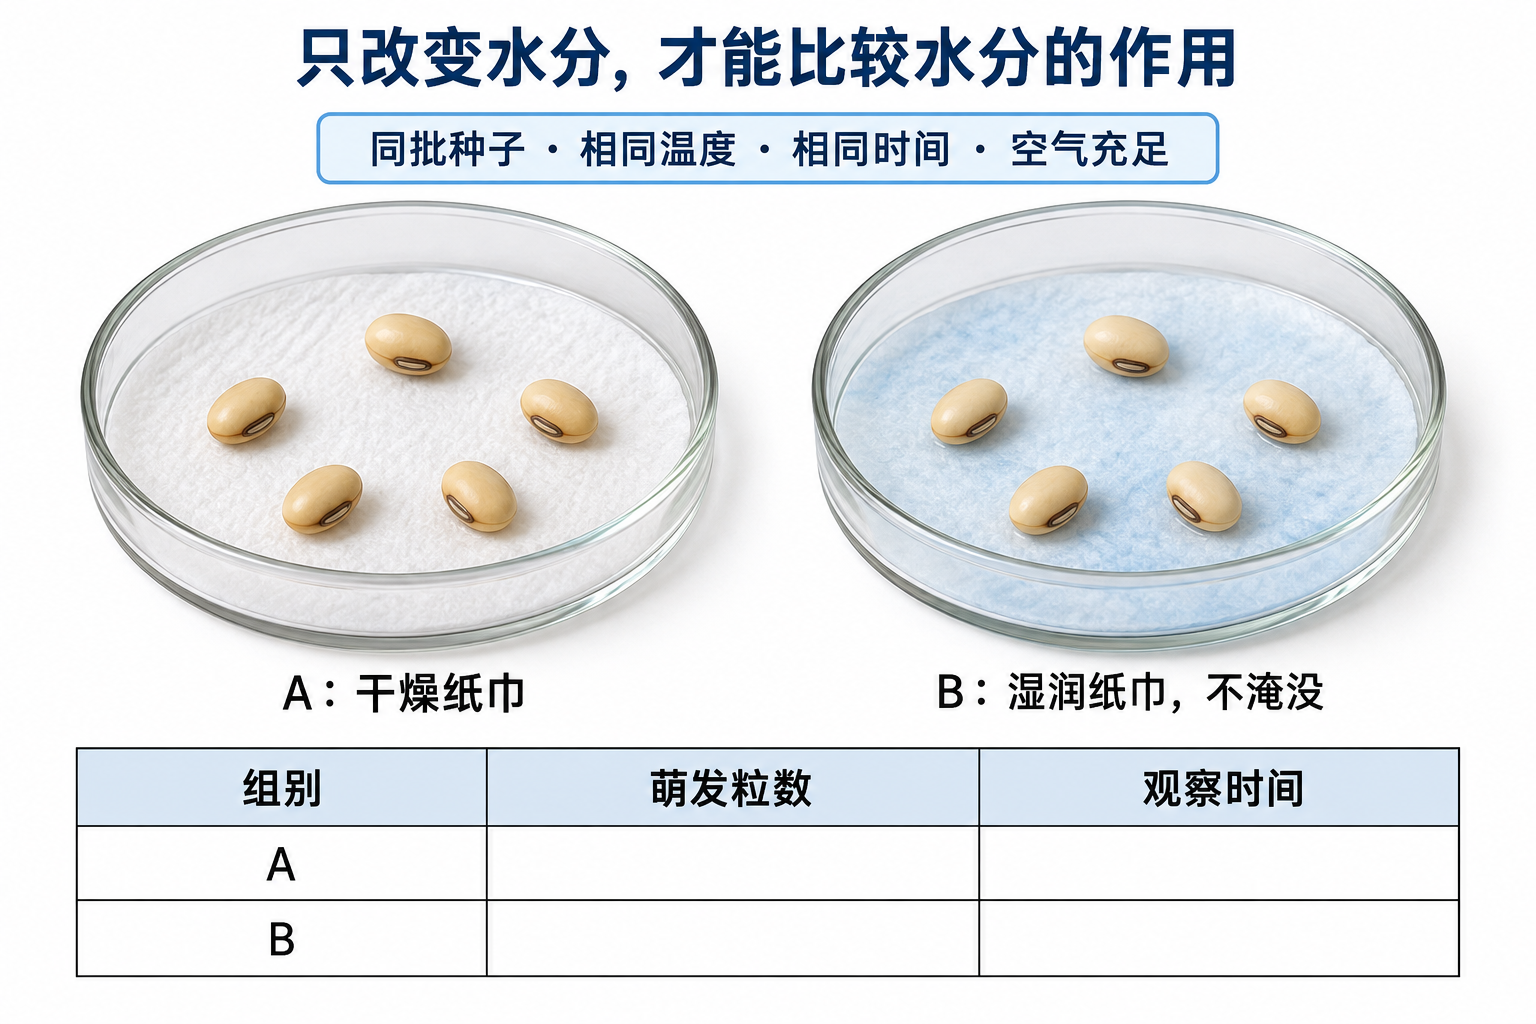 只改变水分，才能比较水分的作用
同批种子 · 相同温度 · 相同时间 · 空气充足
A：干燥纸巾
B：湿润纸巾，不淹没
组别 萌发粒数 观察时间
A
B